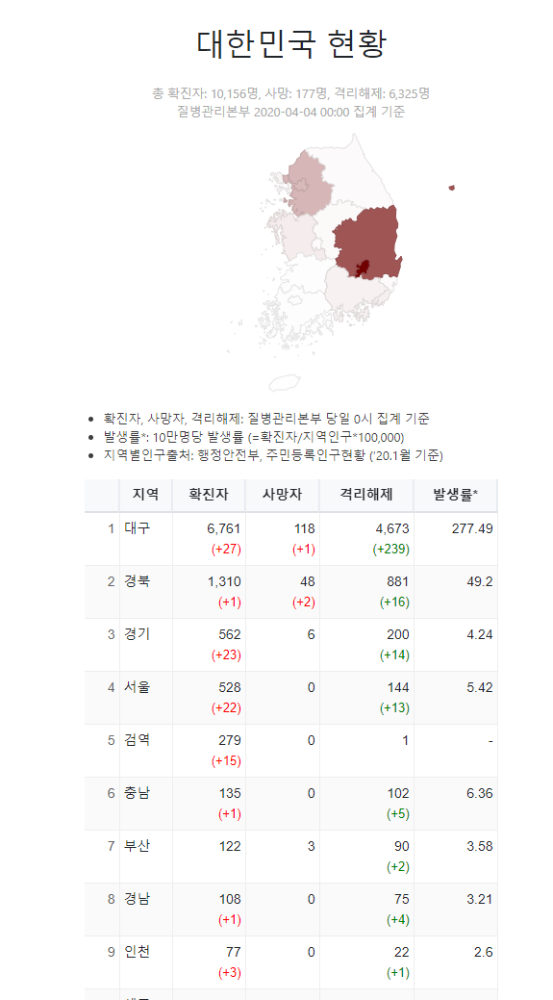 대한민국 현황
총 확진자: 10,156명, 사망: 177명, 격리해제: 6,325명
질병관리본부 2020-04-04 00:00 집계 기준
• 확진자, 사망자, 격리해제: 질병관리본부 당일 0시 집계 기준
• 발생률*: 10만명당 발생률 (=확진자/지역인구*100,000)
• 지역별인구출처: 행정안전부, 주민등록인구현황 ('20.1월 기준)
지역 확진자 사망자 격리해제 발생률*
1 대구 6,761 118 4,673 277.49
(+27) (+1) (+239)
2 경북 1,310 48 881 49.2
(+1) (+2) (+16)
3 경기 562 6 200 4.24
(+23) (+14)
4 서울 528 0 144 5.42
(+22) (+13)
5 검역 279 0 1 -
(+15)
6 충남 135 0 102 6.36
(+1) (+5)
7 부산 122 3 90 3.58
(+2)
8 경남 108 0 75 3.21
(+1) (+4)
9 인천 77 0 22 2.6
(+3) (+1)